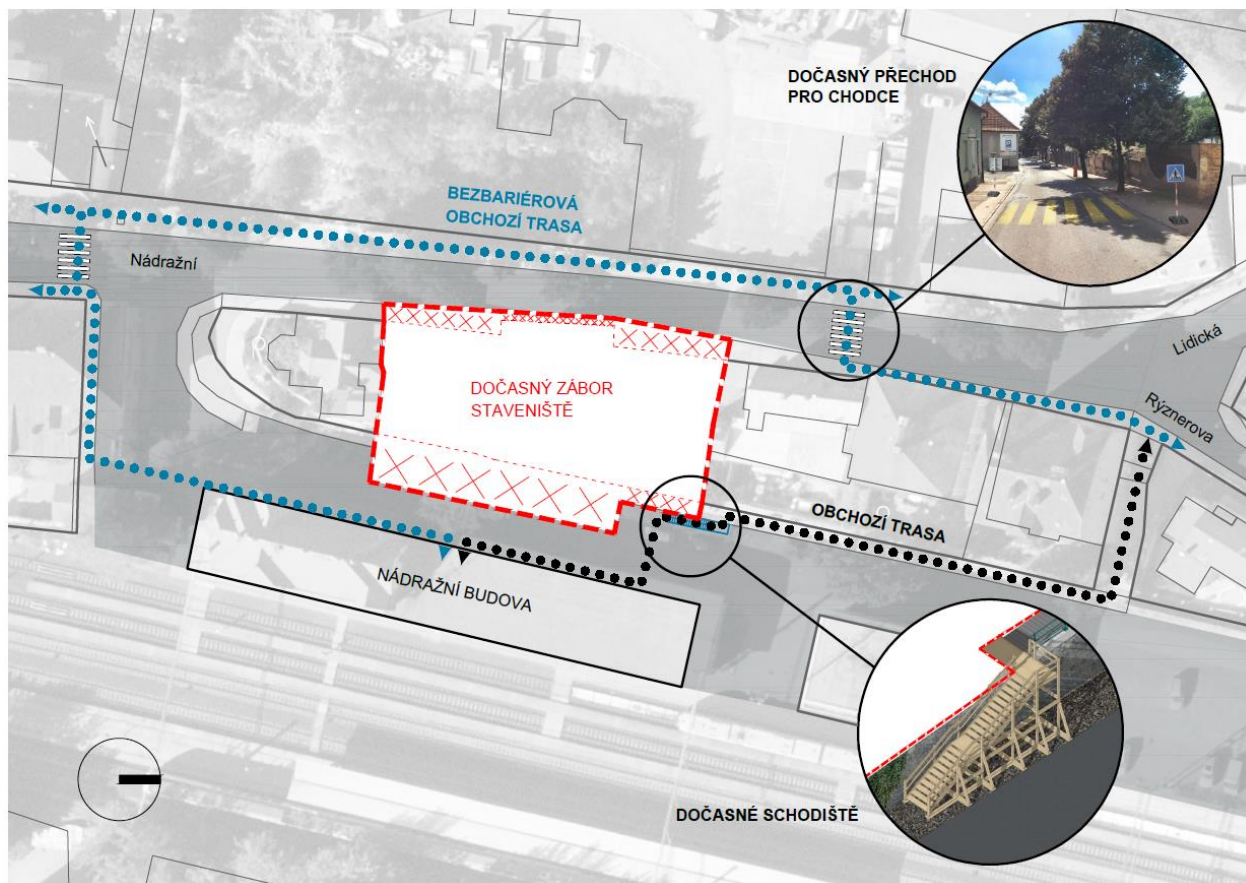 DOČASNÝ PŘECHOD
PRO CHODCE
BEZBARIÉROVÁ
OBCHOZÍ TRASA
Nádražní
Lidická
DOČASNÝ ZÁBOR
STAVENIŠTĚ
Rýznerova
OBCHOZÍ TRASA
NÁDRAŽNÍ BUDOVA
DOČASNÉ SCHODIŠTĚ